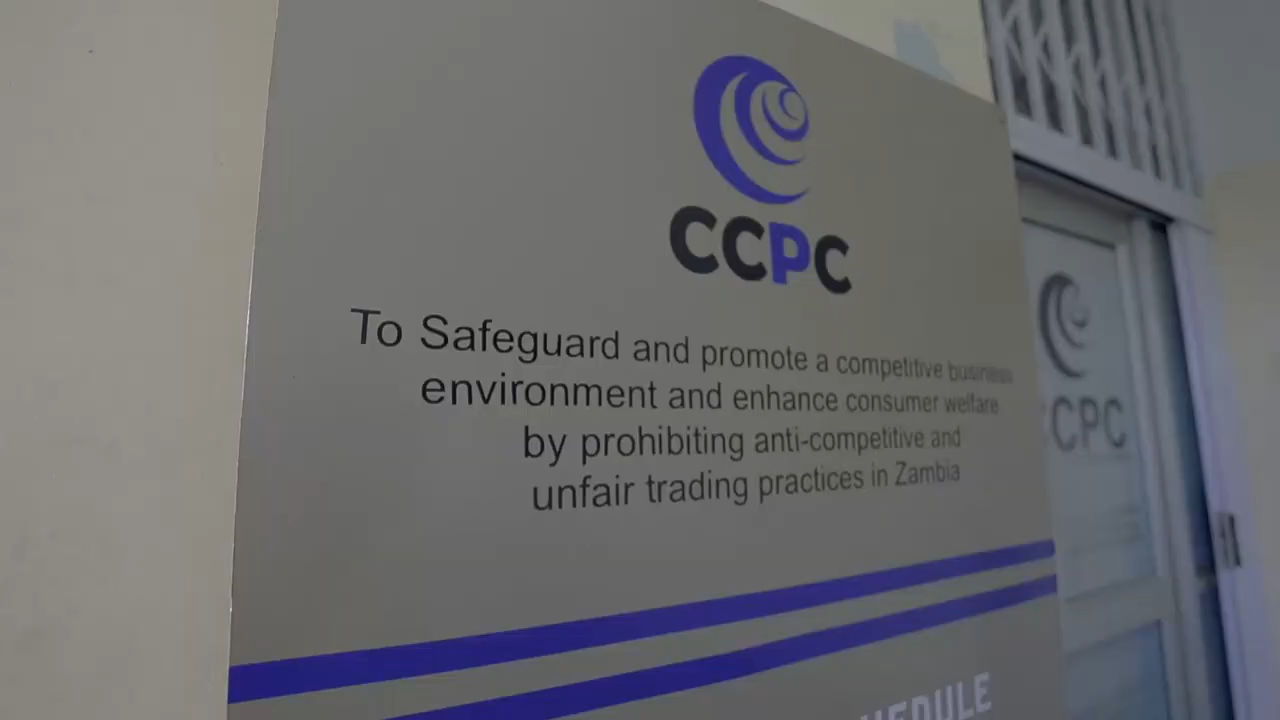 CCPC
To Safeguard and promote a competitive business
environment and enhance consumer welfare
by prohibiting anti-competitive and
unfair trading practices in Zambia
CPC